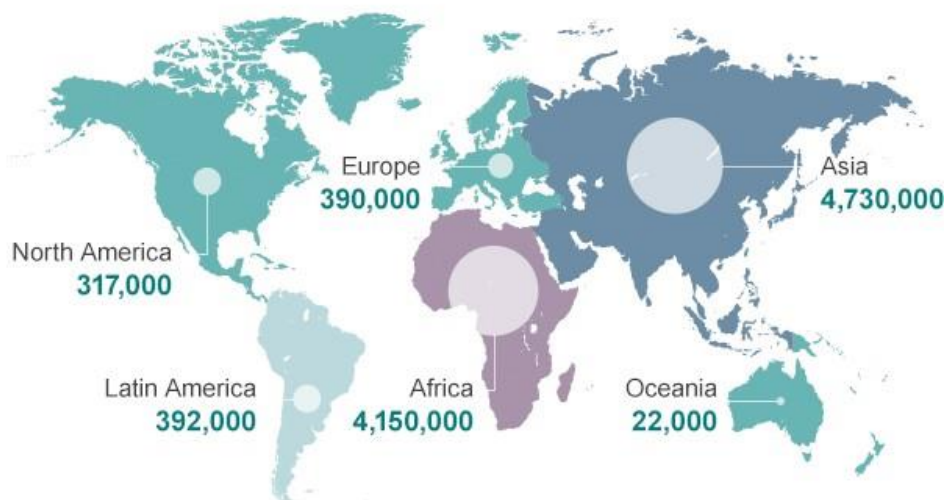 Europe
390,000
Asia
4,730,000
North America
317,000
Latin America
392,000
Africa
4,150,000
Oceania
22,000